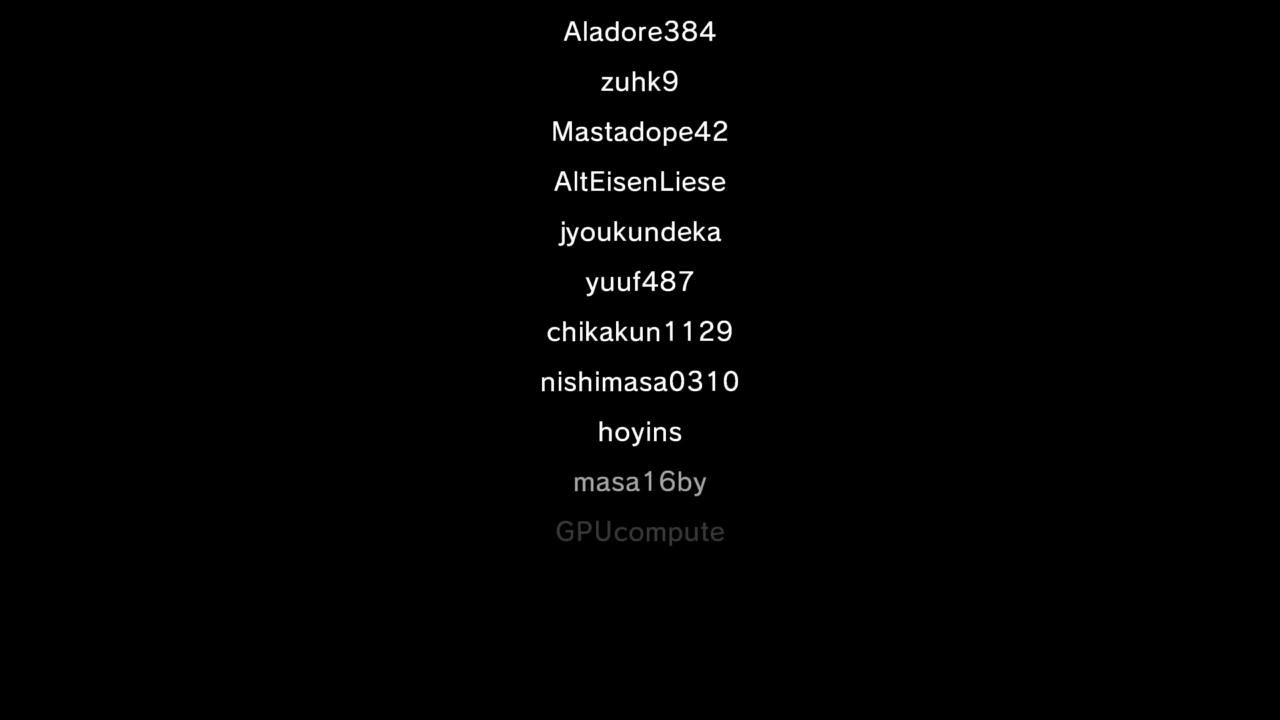 Aladore384
zuhk9
Mastadope42
AltEisenLiese
jyoukundeka
yuuf487
chikakun1129
nishimasa0310
hoyins
masa16by
GPUcompute